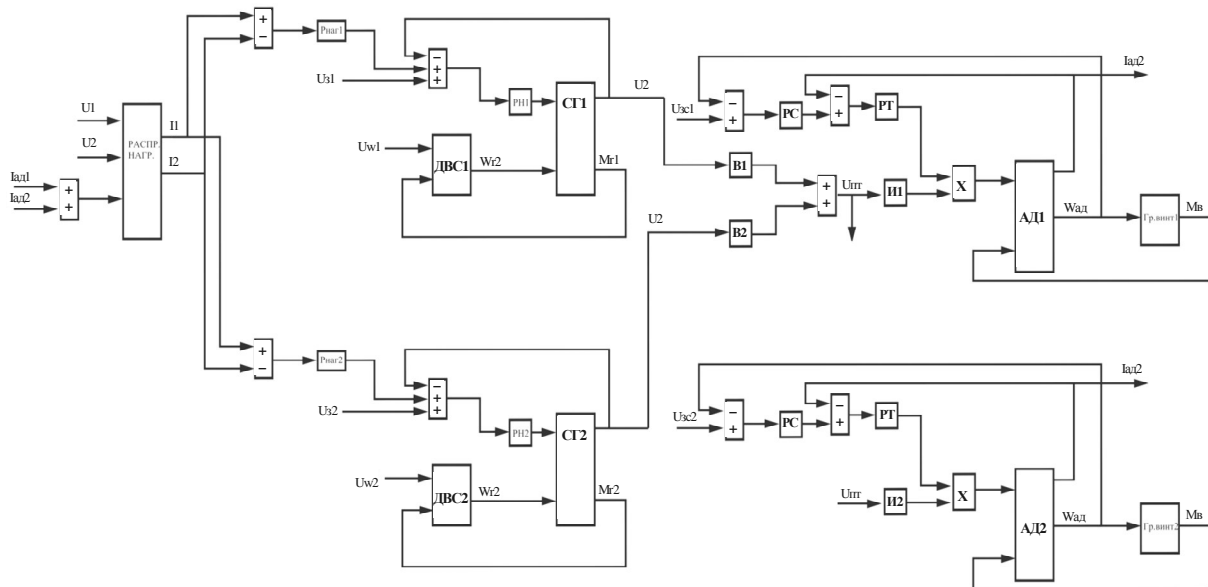 +
−
Pнаг1
Uз1
−
+
+
РН1
СГ1
U2
Uw1
ДВС1
Wг2
Mг1
U1
U2
Iад1
Iад2
+
+
РАСПР.
НАГР.
I1
I2
Uзс1
−
+
РС
−
+
РТ
Iад2
В1
В2
+
+
Uпт
И1
X
АД1
Wад
Гр.винт1
Мв
U2
+
−
Pнаг2
Uз2
−
+
+
РН2
СГ2
Uw2
ДВС2
Wг2
Mг2
Uзс2
−
+
РС
−
+
РТ
Iад2
Uпт
И2
X
АД2
Wад
Гр.винт2
Мв